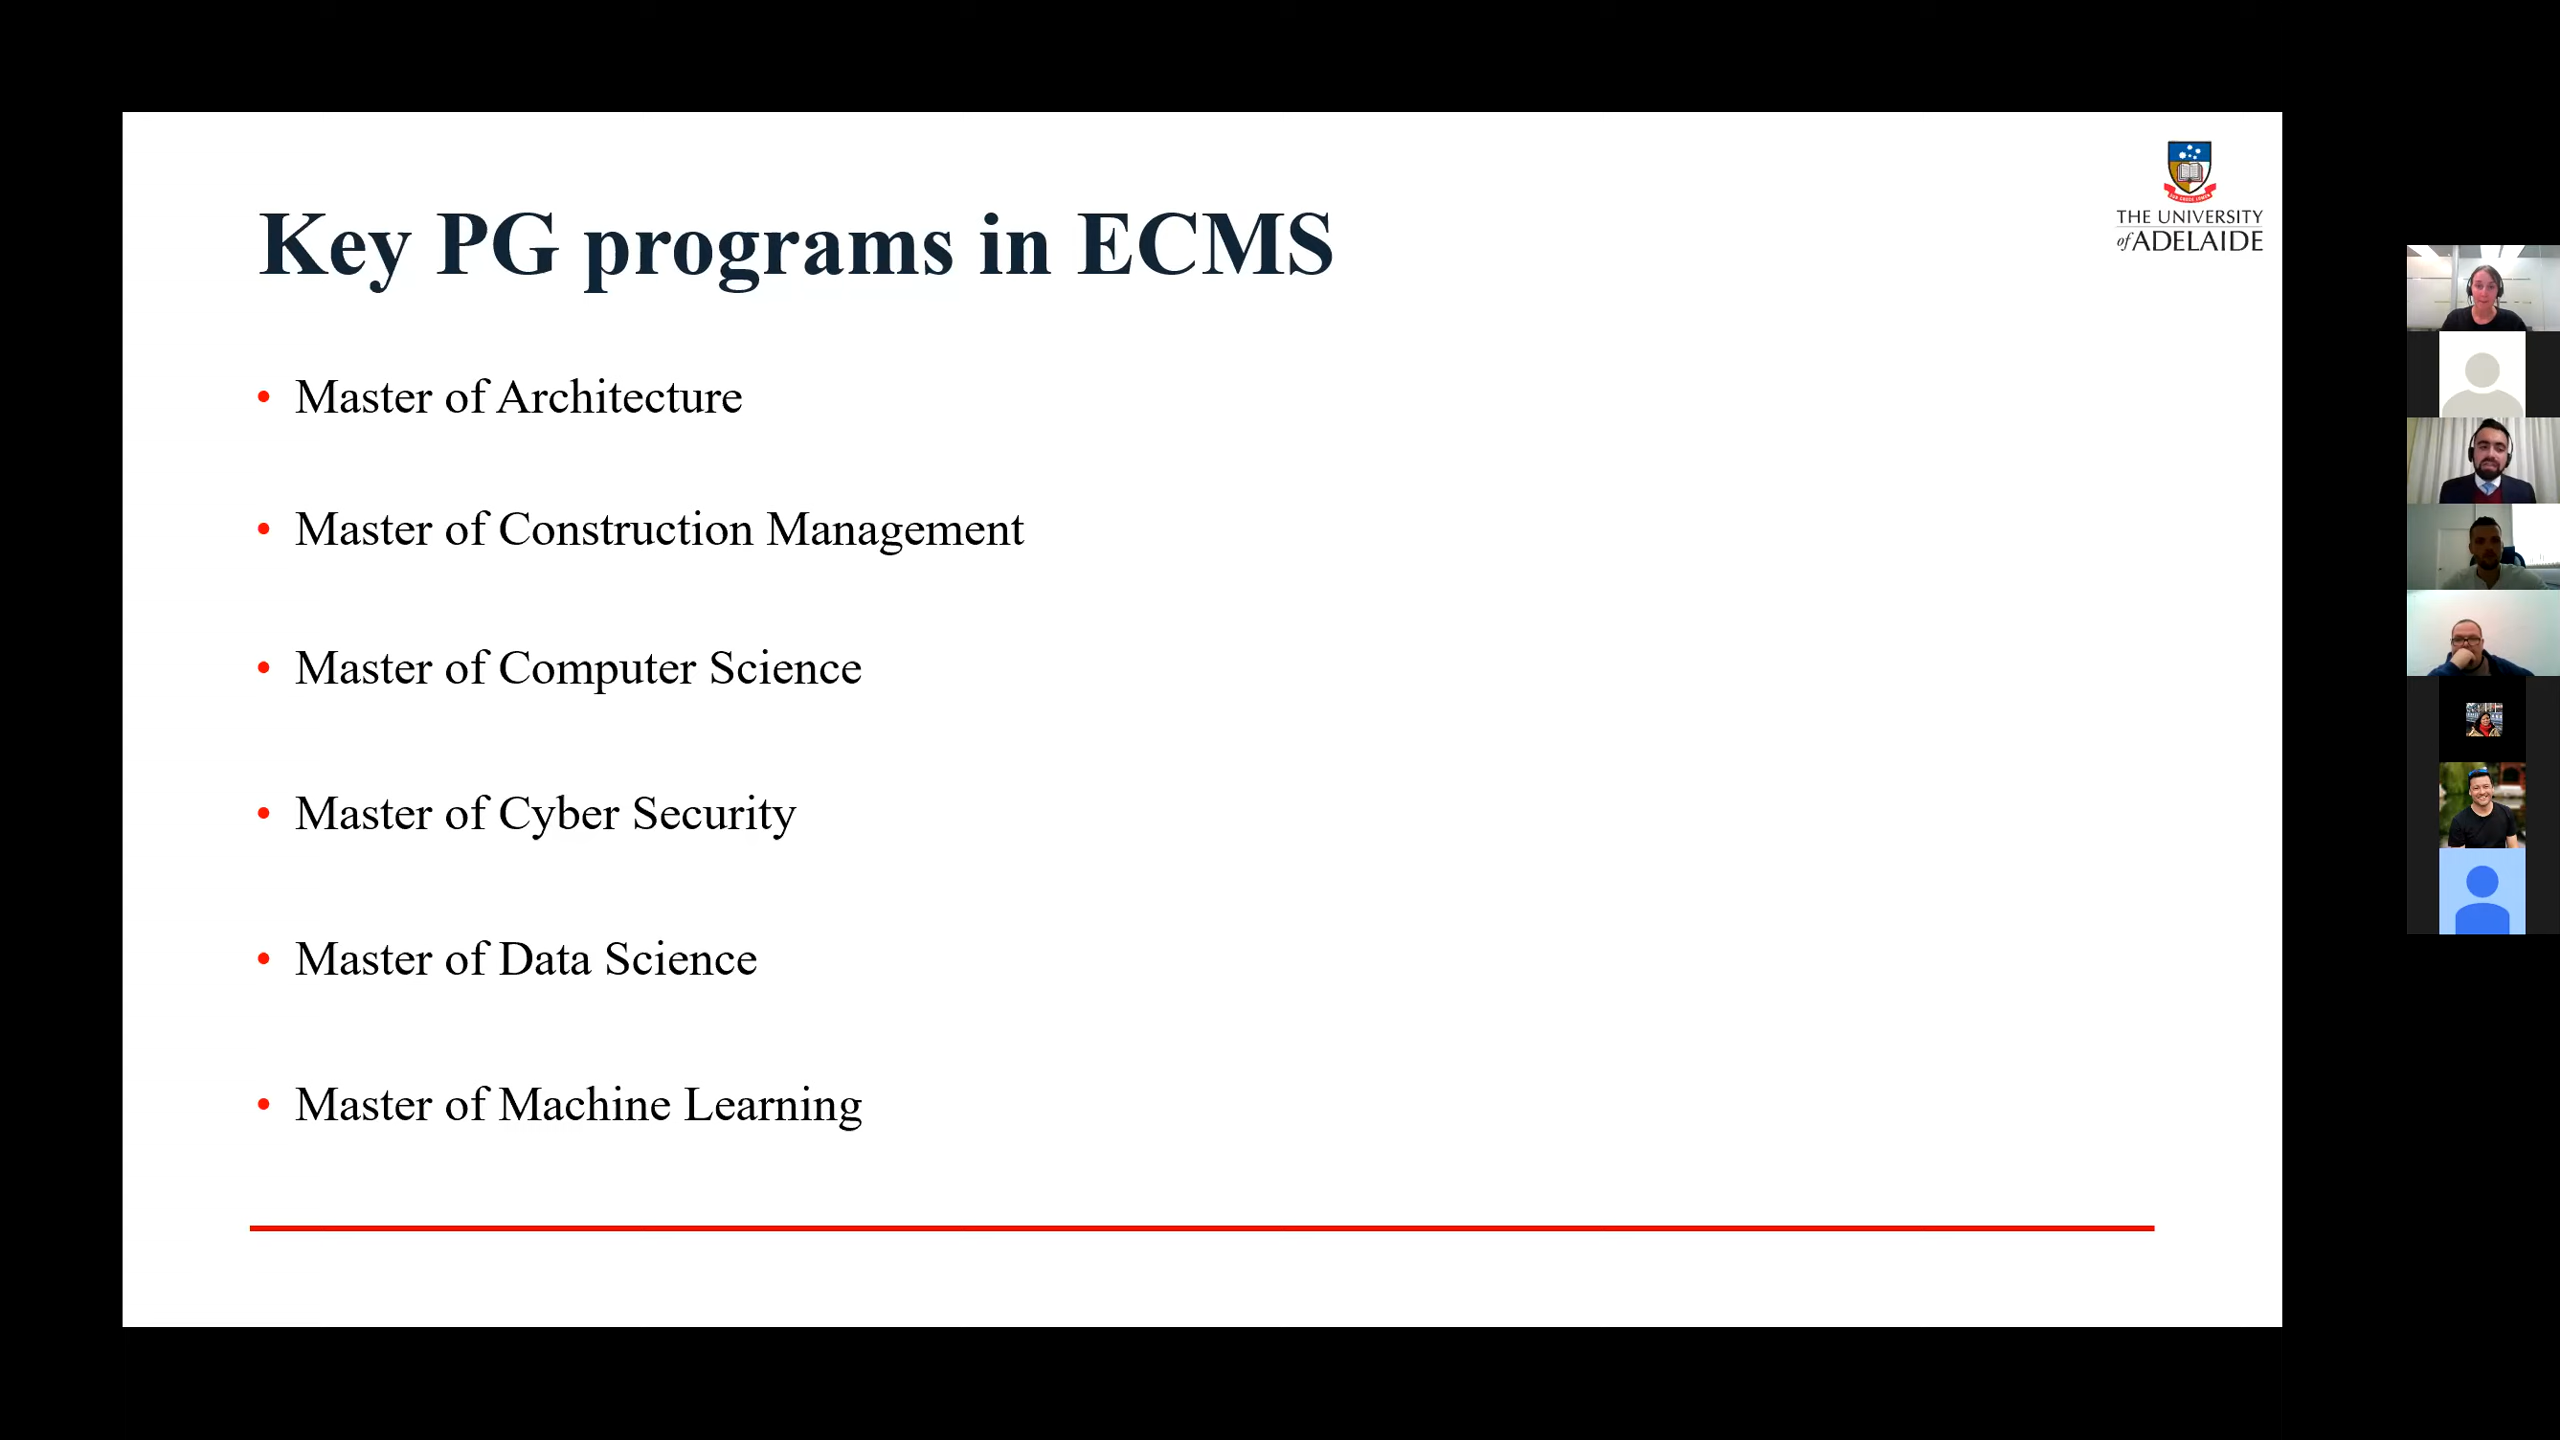 Key PG programs in ECMS
THE UNIVERSITY
of ADELAIDE
• Master of Architecture
• Master of Construction Management
• Master of Computer Science
• Master of Cyber Security
• Master of Data Science
• Master of Machine Learning